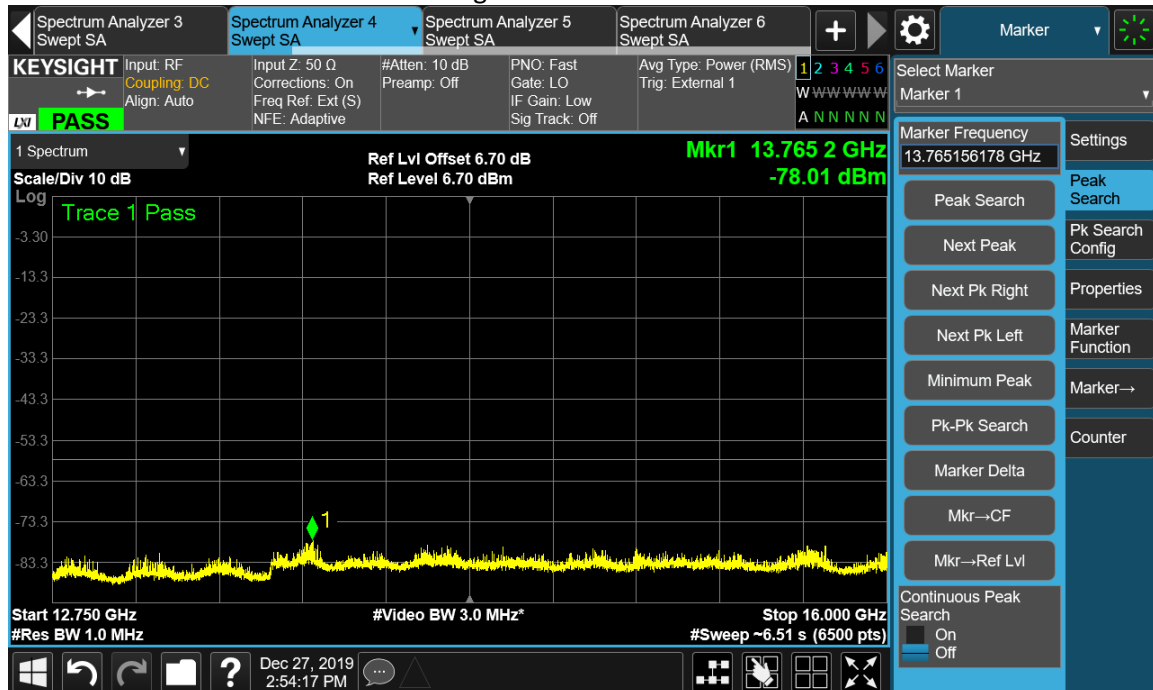 Spectrum Analyzer 3
Swept SA
Spectrum Analyzer 4
Swept SA
Spectrum Analyzer 5
Swept SA
Spectrum Analyzer 6
Swept SA
+
Marker
KEYSIGHT
LXI
PASS
Input: RF
Coupling: DC
Align: Auto
Input Z: 50 Ω
Corrections: On
Freq Ref: Ext (S)
NFE: Adaptive
#Atten: 10 dB
Preamp: Off
PNO: Fast
Gate: LO
IF Gain: Low
Sig Track: Off
Avg Type: Power (RMS)
Trig: External 1
1 2 3 4 5 6
W W W W W W
A N N N N N
Select Marker
Marker 1
1 Spectrum
Scale/Div 10 dB
Log
Ref Lvl Offset 6.70 dB
Ref Level 6.70 dBm
Mkr1 13.765 2 GHz
-78.01 dBm
Trace 1 Pass
-3.30
-13.3
-23.3
-33.3
-43.3
-53.3
-63.3
-73.3
-83.3
1
Start 12.750 GHz
#Res BW 1.0 MHz
#Video BW 3.0 MHz*
Stop 16.000 GHz
#Sweep ~6.51 s (6500 pts)
Marker Frequency
13.765156178 GHz
Peak Search
Next Peak
Next Pk Right
Next Pk Left
Minimum Peak
Pk-Pk Search
Marker Delta
Mkr→CF
Mkr→Ref Lvl
Continuous Peak
Search
On
Off
Settings
Peak
Search
Pk Search
Config
Properties
Marker
Function
Marker→
Counter
?
Dec 27, 2019
2:54:17 PM